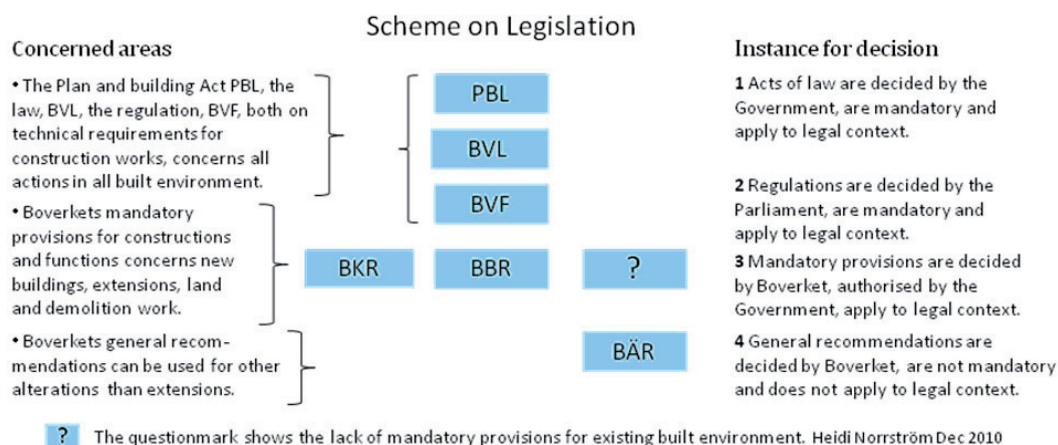 Scheme on Legislation
Concerned areas
• The Plan and building Act PBL, the
law, BVL, the regulation, BVF, both on
technical requirements for
construction works, concerns all
actions in all built environment.
• Boverkets mandatory
provisions for constructions
and functions concerns new
buildings, extensions, land
and demolition work.
• Boverkets general recom-
mendations can be used for other
alterations than extensions.
PBL
BVL
BVF
BKR
BBR
?
BÄR
Instance for decision
1 Acts of law are decided by the
Government, are mandatory and
apply to legal context.
2 Regulations are decided by the
Parliament, are mandatory and
apply to legal context.
3 Mandatory provisions are decided
by Boverket, authorised by the
Government, apply to legal context.
4 General recommendations are
decided by Boverket, are not mandatory
and does not apply to legal context.
? The questionmark shows the lack of mandatory provisions for existing built environment. Heidi Norrström Dec 2010